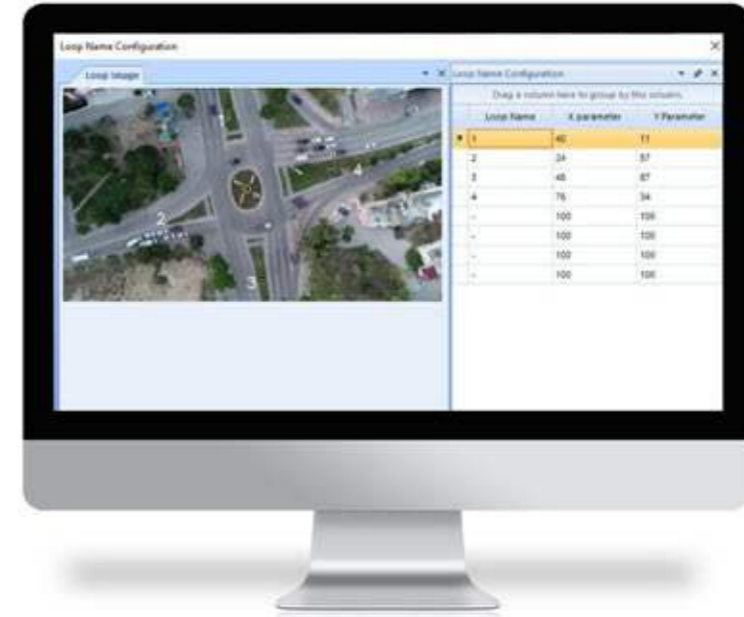 Loop Name Configuration
Loop Image
Loop Name Configuration
Drag a column here to group by this column.
Loop Name X parameter Y Parameter
1 40 11
2 24 57
3 48 87
4 76 34
- 100 100
- 100 100
- 100 100
- 100 100
1
2
3
4